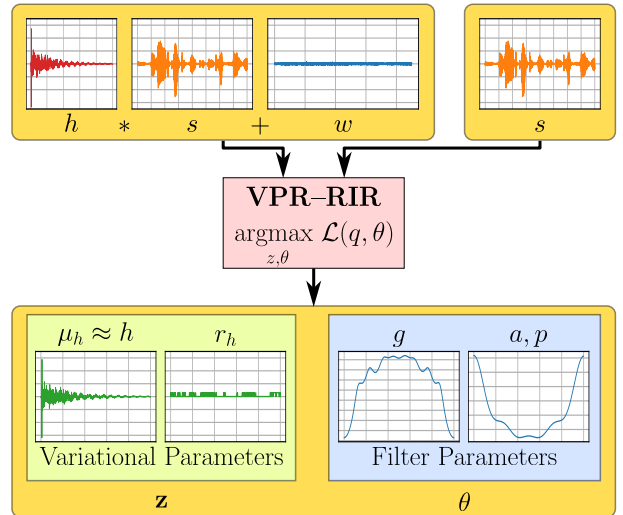 h * s + w
s
VPR–RIR
argmax ℒ(q, θ)
z,θ
μ_h ≈ h
r_h
g
a, p
Variational Parameters
Filter Parameters
z
θ